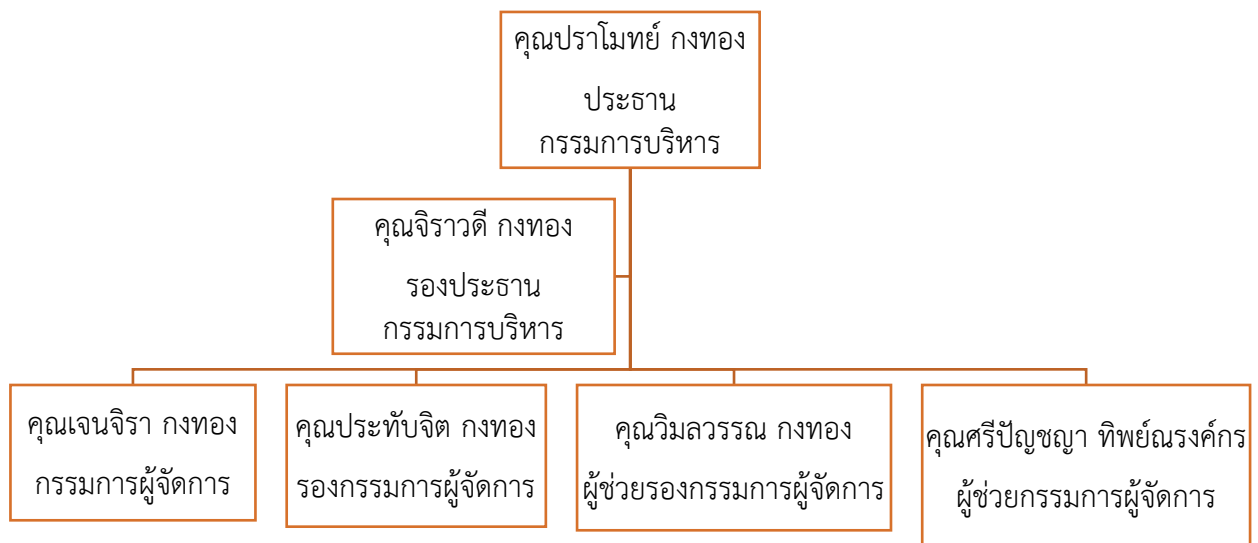 คุณปราโมทย์ กงทอง
ประธาน
กรรมการบริหาร
คุณจิราวดี กงทอง
รองประธาน
กรรมการบริหาร
คุณเจนจิรา กงทอง
กรรมการผู้จัดการ
คุณประทับจิต กงทอง
รองกรรมการผู้จัดการ
คุณวิมลวรรณ กงทอง
ผู้ช่วยรองกรรมการผู้จัดการ
คุณศรีปัญชญา ทิพย์ณรงค์กร
ผู้ช่วยกรรมการผู้จัดการ